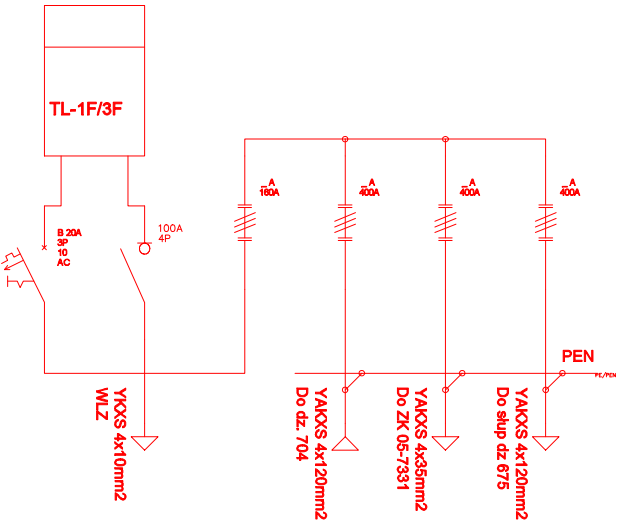 TL-1F/3F
B 20A
3P
10
AC
100A
4P
A
160A
A
400A
A
400A
A
400A
PEN
PE/PEN
YKXS 4x10mm2
WLZ
YAKXS 4x120mm2
Do dz. 704
YAKXS 4x35mm2
Do ZK 05-7331
YAKXS 4x120mm2
Do słup dz 675